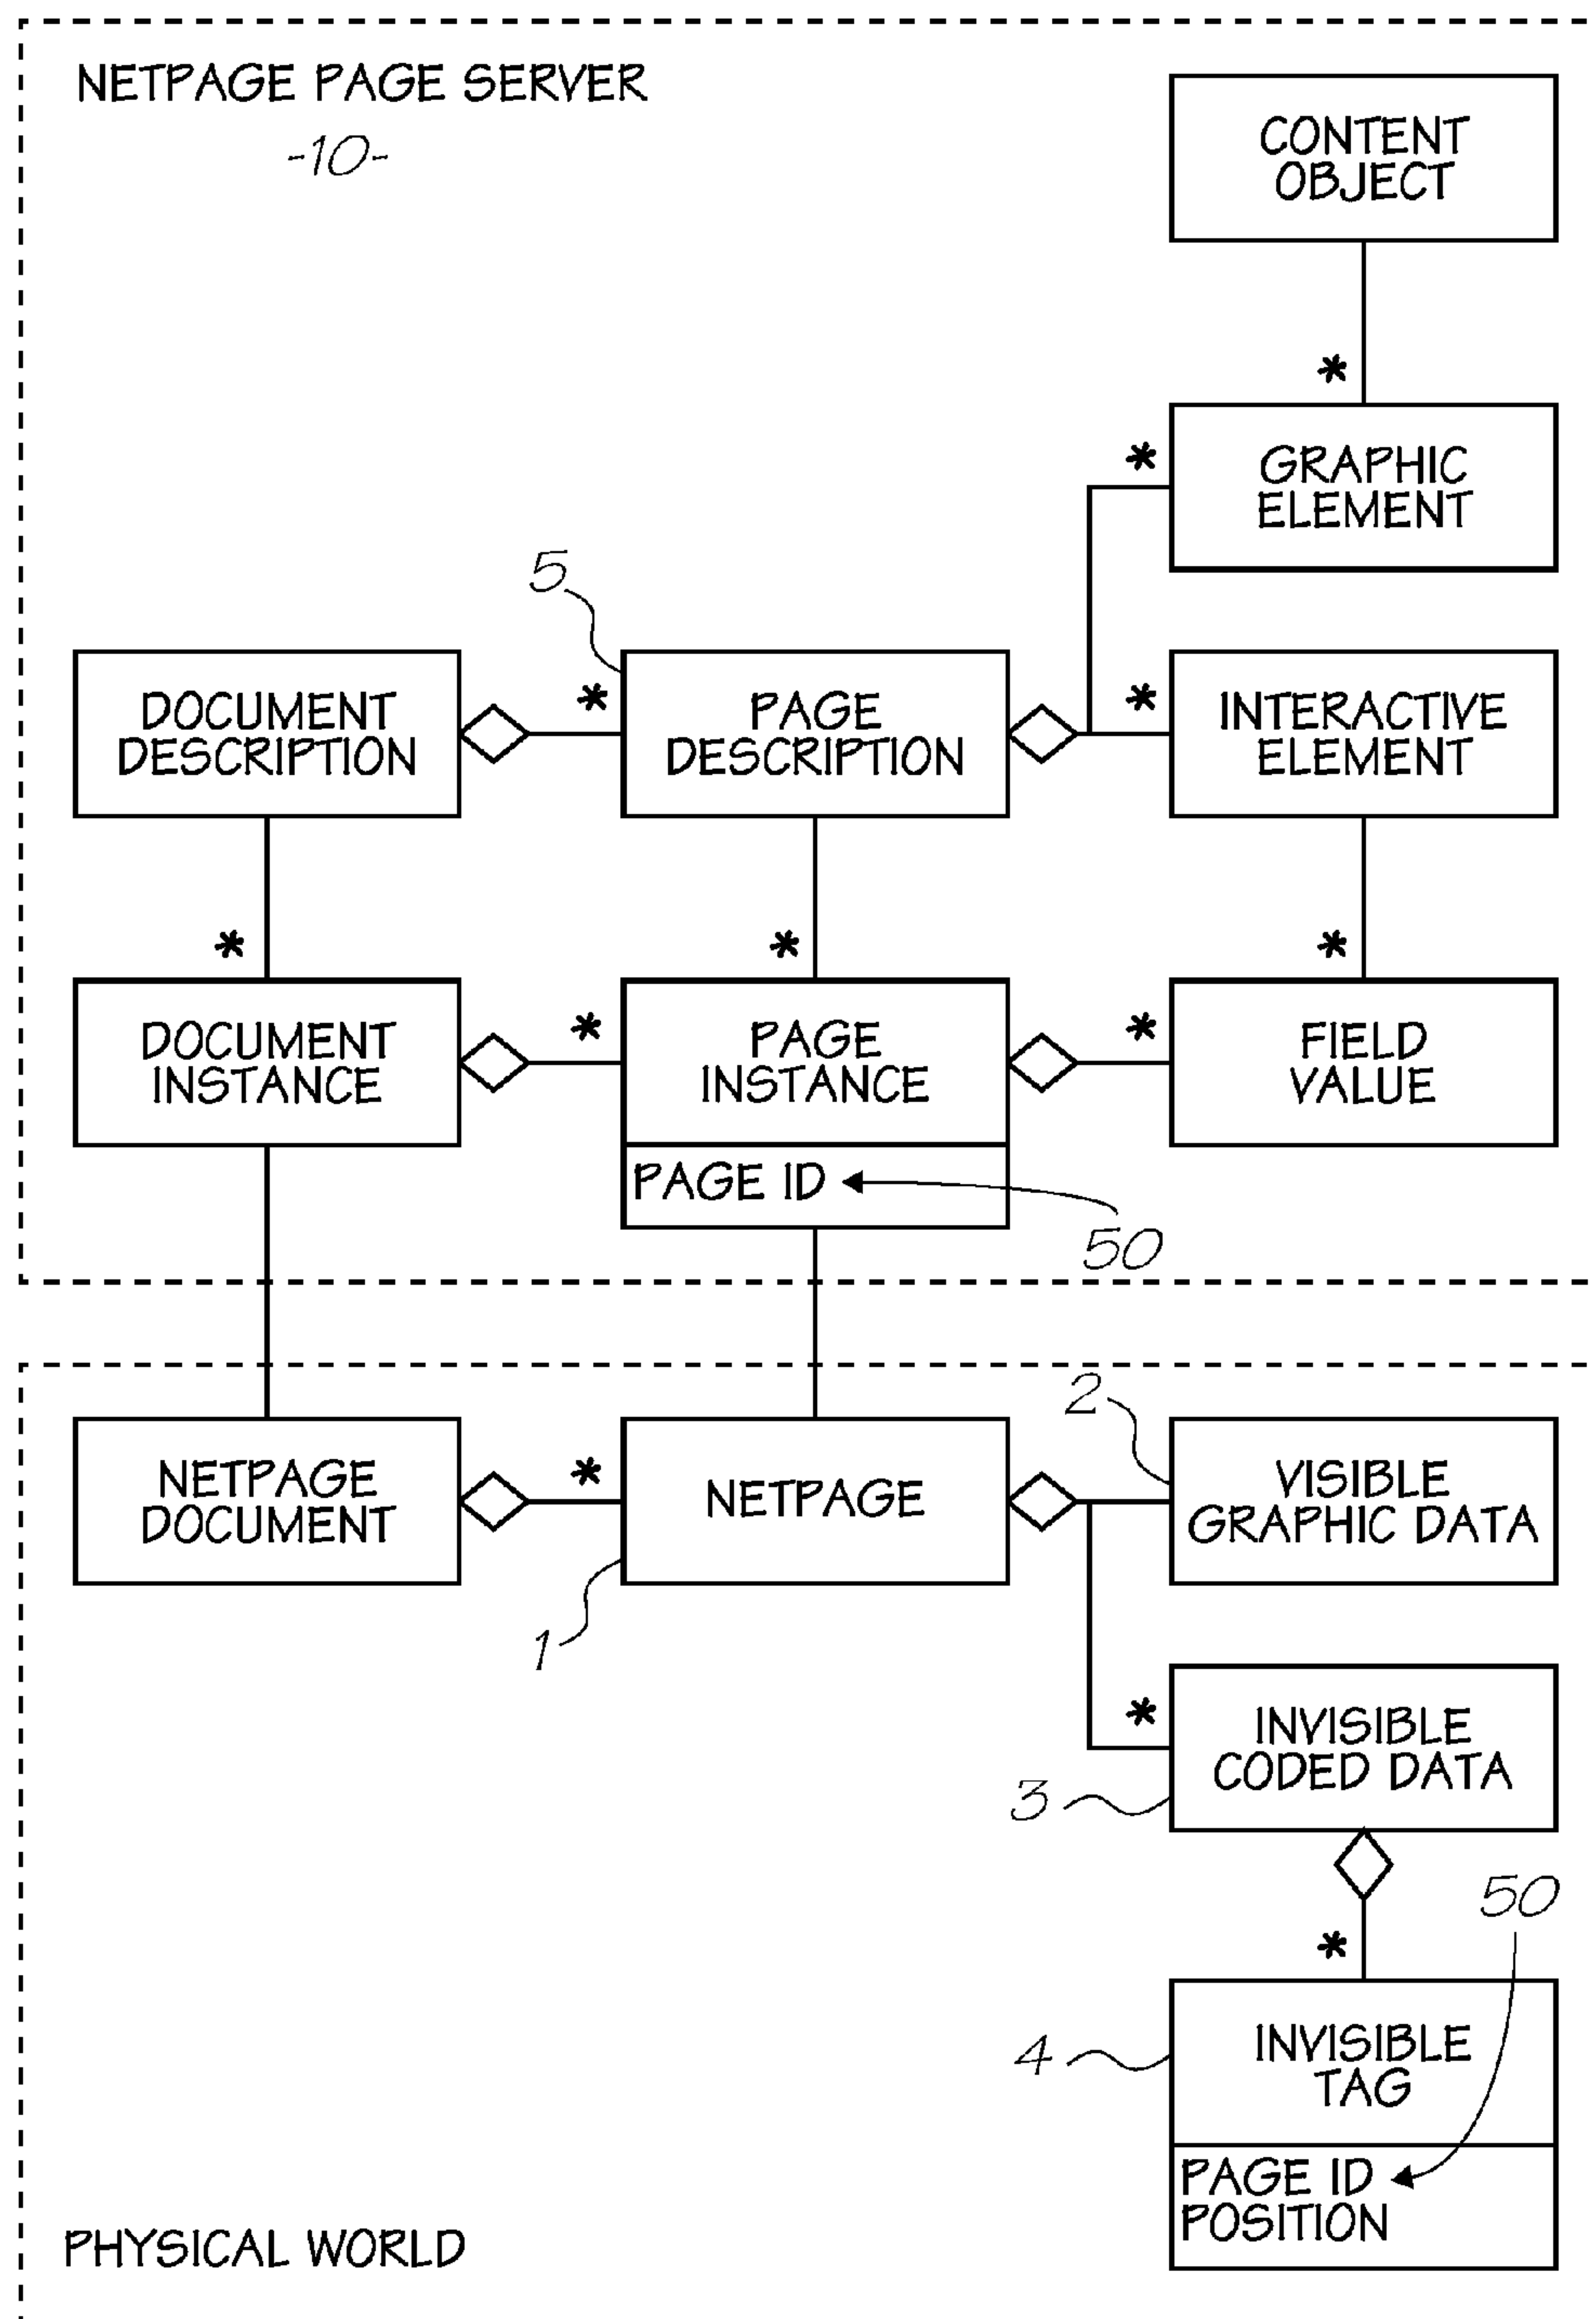 NETPAGE PAGE SERVER
-10-
CONTENT
OBJECT
*
*
GRAPHIC
ELEMENT
5
DOCUMENT
DESCRIPTION
*
PAGE
DESCRIPTION
*
INTERACTIVE
ELEMENT
*
*
*
DOCUMENT
INSTANCE
*
PAGE
INSTANCE
*
FIELD
VALUE
PAGE ID
50
2
NETPAGE
DOCUMENT
*
NETPAGE
VISIBLE
GRAPHIC DATA
1
*
INVISIBLE
CODED DATA
3
50
*
4
INVISIBLE
TAG
PAGE ID
POSITION
PHYSICAL WORLD